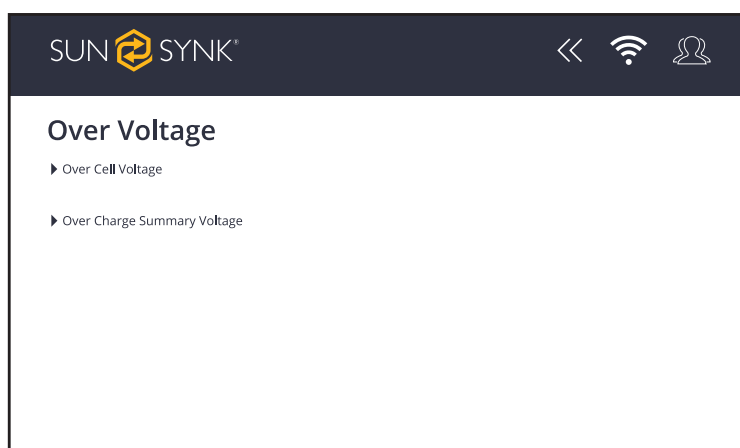 SUN SYNK®
Over Voltage
Over Cell Voltage
Over Charge Summary Voltage